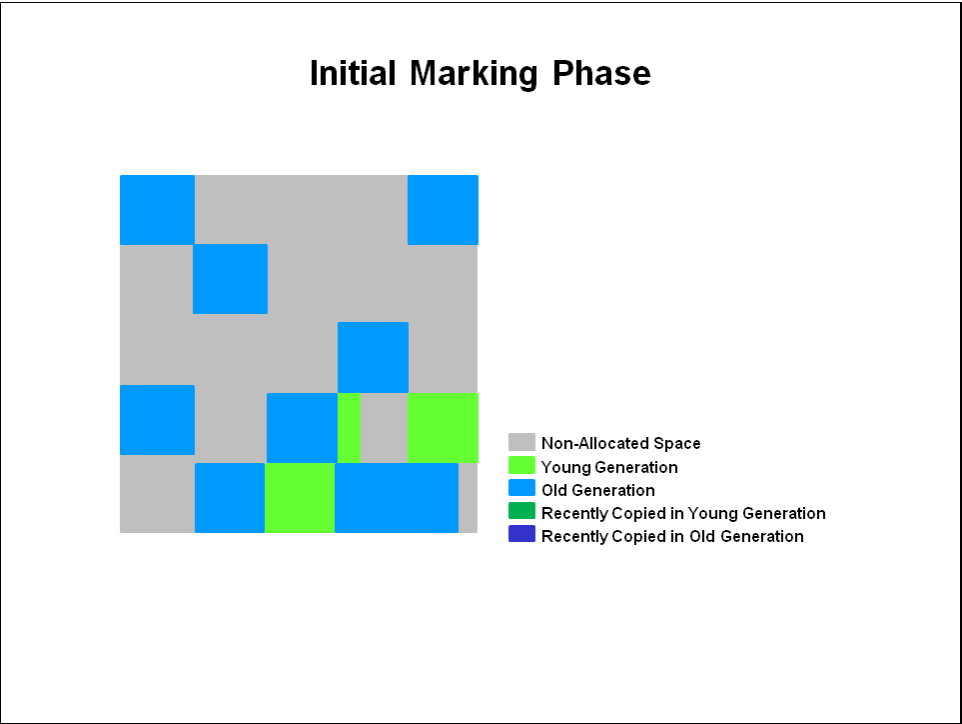 Initial Marking Phase
Non-Allocated Space
Young Generation
Old Generation
Recently Copied in Young Generation
Recently Copied in Old Generation